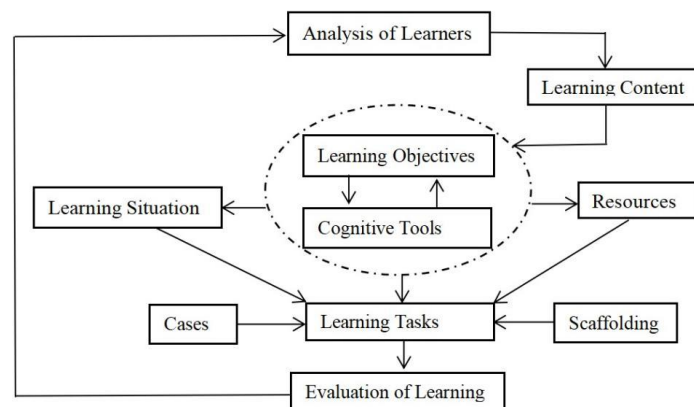 Analysis of Learners
Learning Content
Learning Objectives
Learning Situation
Cognitive Tools
Resources
Cases
Learning Tasks
Scaffolding
Evaluation of Learning